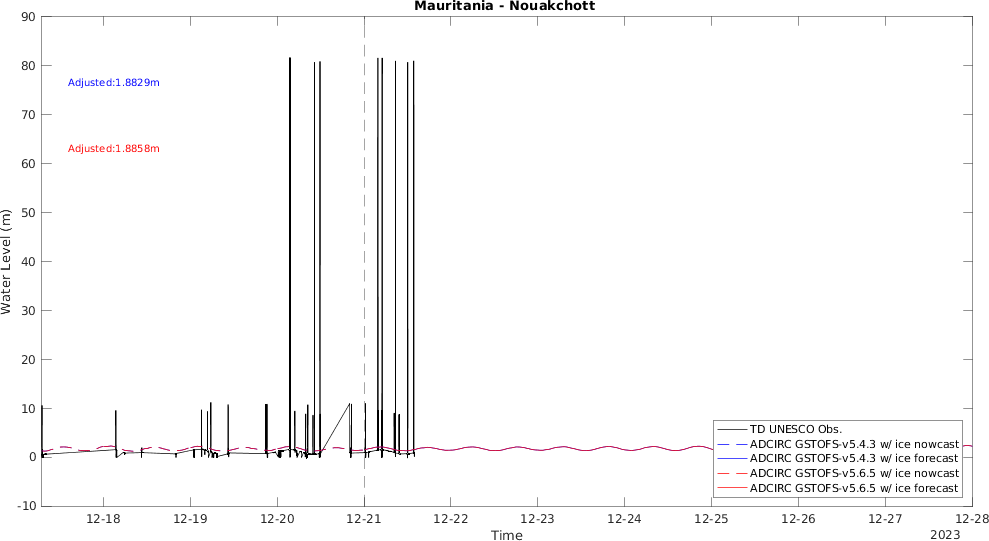 Mauritania - Nouakchott
90
80
70
60
50
40
30
20
10
0
-10
Water Level (m)
Adjusted:1.8829m
Adjusted:1.8858m
TD UNESCO Obs.
ADCIRC GSTOFS-v5.4.3 w/ ice nowcast
ADCIRC GSTOFS-v5.4.3 w/ ice forecast
ADCIRC GSTOFS-v5.6.5 w/ ice nowcast
ADCIRC GSTOFS-v5.6.5 w/ ice forecast
12-18 12-19 12-20 12-21 12-22 12-23 12-24 12-25 12-26 12-27 12-28
Time
2023